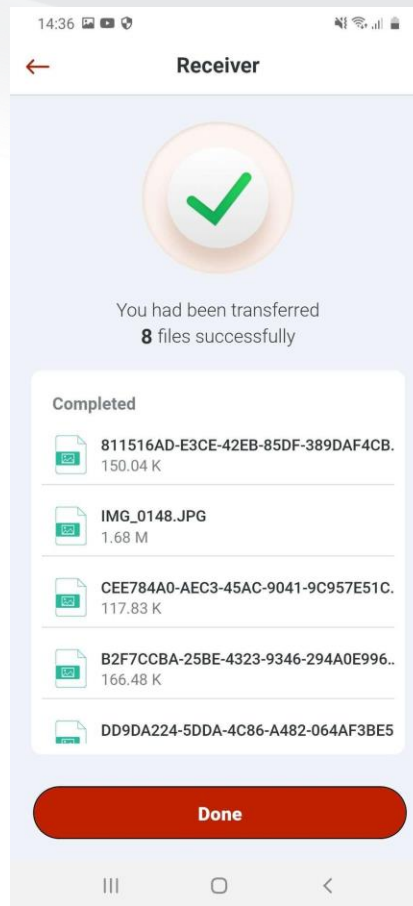 14:36
Receiver
You had been transferred
8 files successfully
Completed
811516AD-E3CE-42EB-85DF-389DAF4CB.
150.04 K
IMG_0148.JPG
1.68 M
CEE784A0-AEC3-45AC-9041-9C957E51C.
117.83 K
B2F7CCBA-25BE-4323-9346-294A0E996..
166.48 K
DD9DA224-5DDA-4C86-A482-064AF3BE5
Done